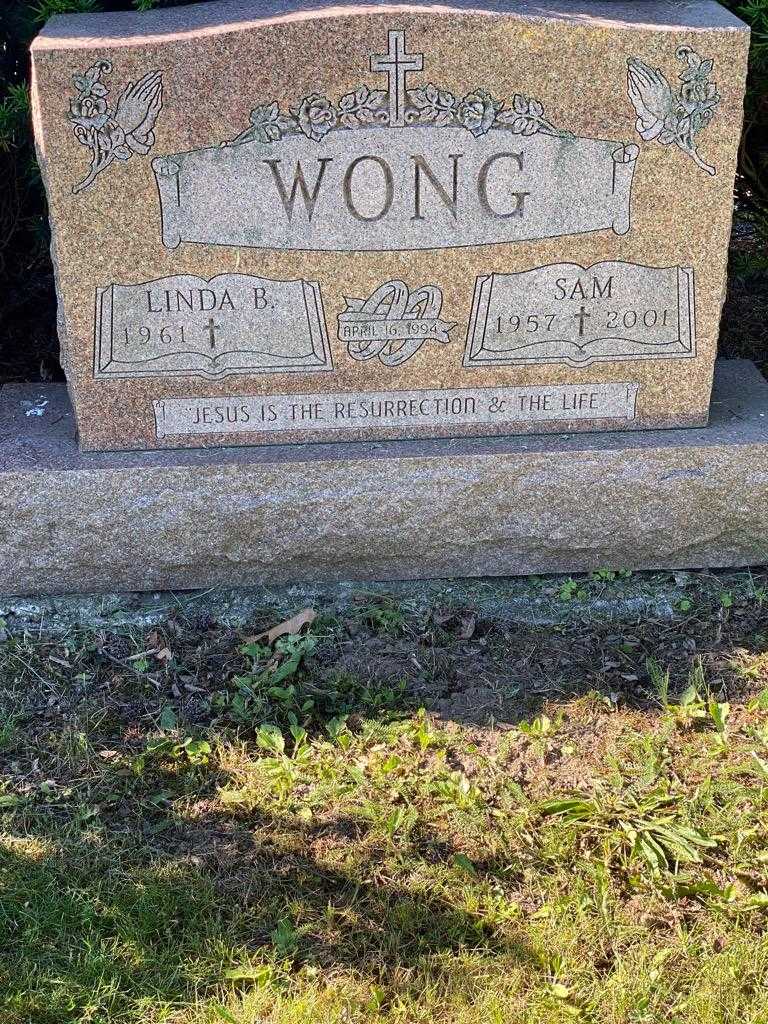 WONG
LINDA B.
1961 ✝
APRIL 16, 1994
SAM
1957 ✝ 2001
"JESUS IS THE RESURRECTION & THE LIFE"